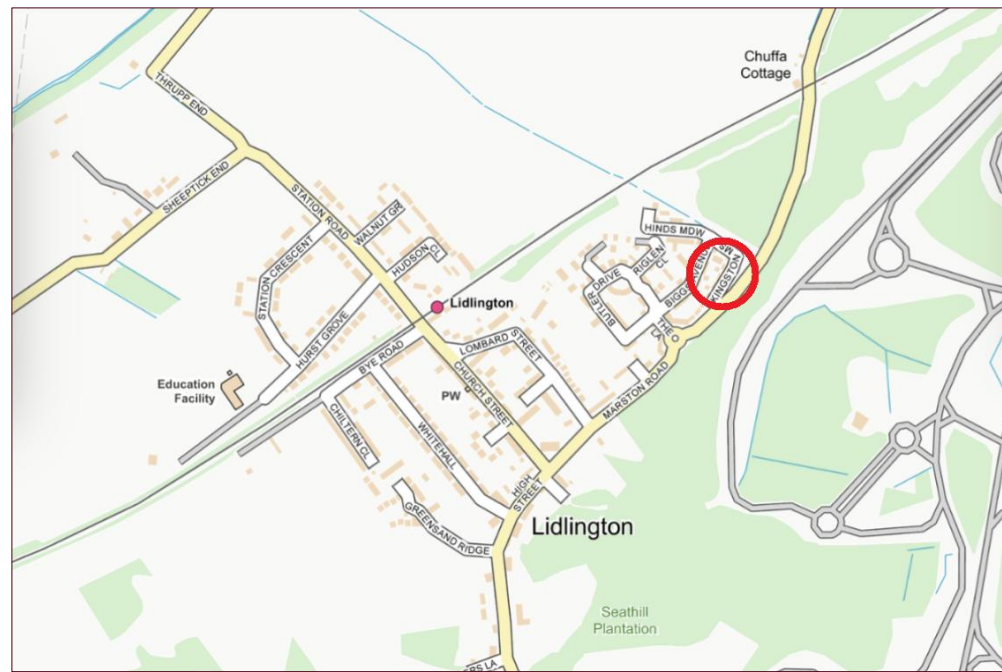 Chuffa
Cottage
THRUPP END
SHEEPTICK END
STATION ROAD
WALNUT GR
HUDSON
CL
STATION CRESCENT
HURST GROVE
Lidlington
HINDS MDW
RIGLEN
CL
BUTLER DRIVE
KINGSTON
MS
THE
BYE ROAD
LOMBARD STREET
CHURCH STREET
PW
MARSTON ROAD
Education
Facility
CHILTERN CL
WHITEHALL
HIGH
STREET
GREENSAND RIDGE
Lidlington
Seathill
Plantation